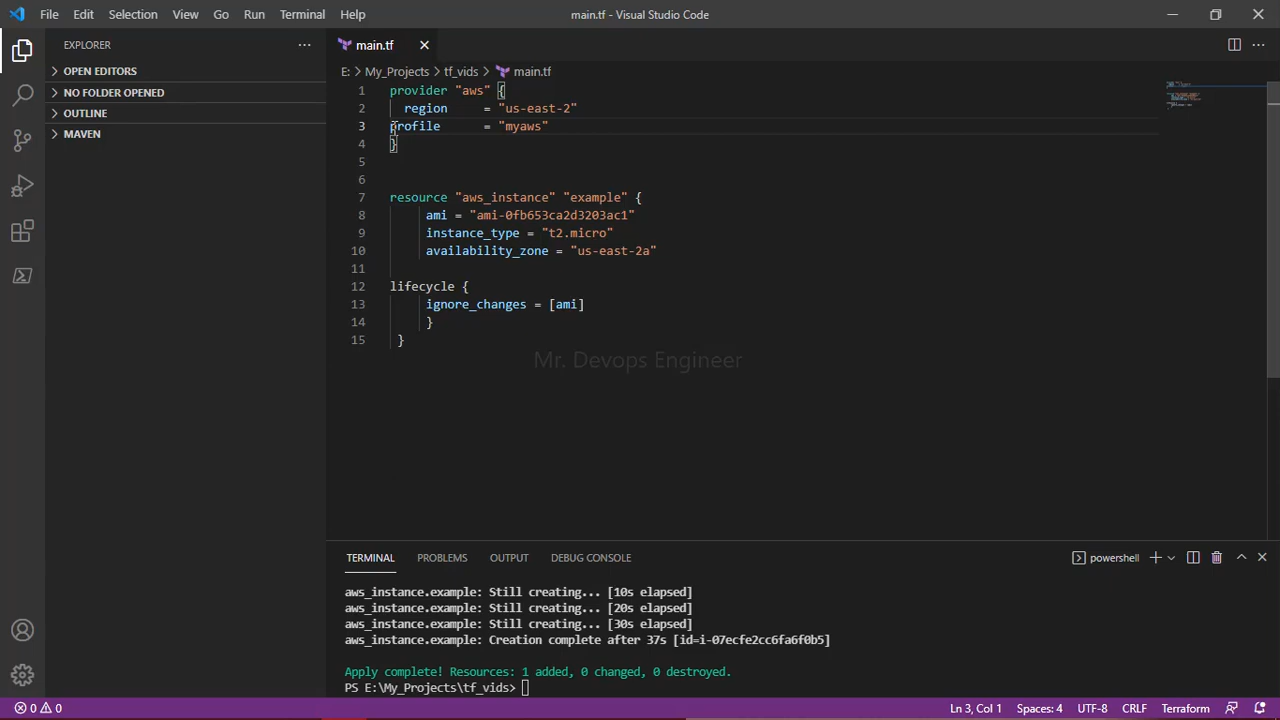 File Edit Selection View Go Run Terminal Help main.tf - Visual Studio Code
EXPLORER
OPEN EDITORS
NO FOLDER OPENED
OUTLINE
MAVEN
main.tf
E: > My_Projects > tf_vids > main.tf
1 provider "aws" {
2 region = "us-east-2"
3 profile = "myaws"
4 }
5
6
7 resource "aws_instance" "example" {
8 ami = "ami-0fb653ca2d3203ac1"
9 instance_type = "t2.micro"
10 availability_zone = "us-east-2a"
11
12 lifecycle {
13 ignore_changes = [ami]
14 }
15 }
Mr. Devops Engineer
TERMINAL PROBLEMS OUTPUT DEBUG CONSOLE powershell
aws_instance.example: Still creating... [10s elapsed]
aws_instance.example: Still creating... [20s elapsed]
aws_instance.example: Still creating... [30s elapsed]
aws_instance.example: Creation complete after 37s [id=i-07ecfe2cc6fa6f0b5]
Apply complete! Resources: 1 added, 0 changed, 0 destroyed.
PS E:\My_Projects\tf_vids>
0 0 Ln 3, Col 1 Spaces: 4 UTF-8 CRLF Terraform